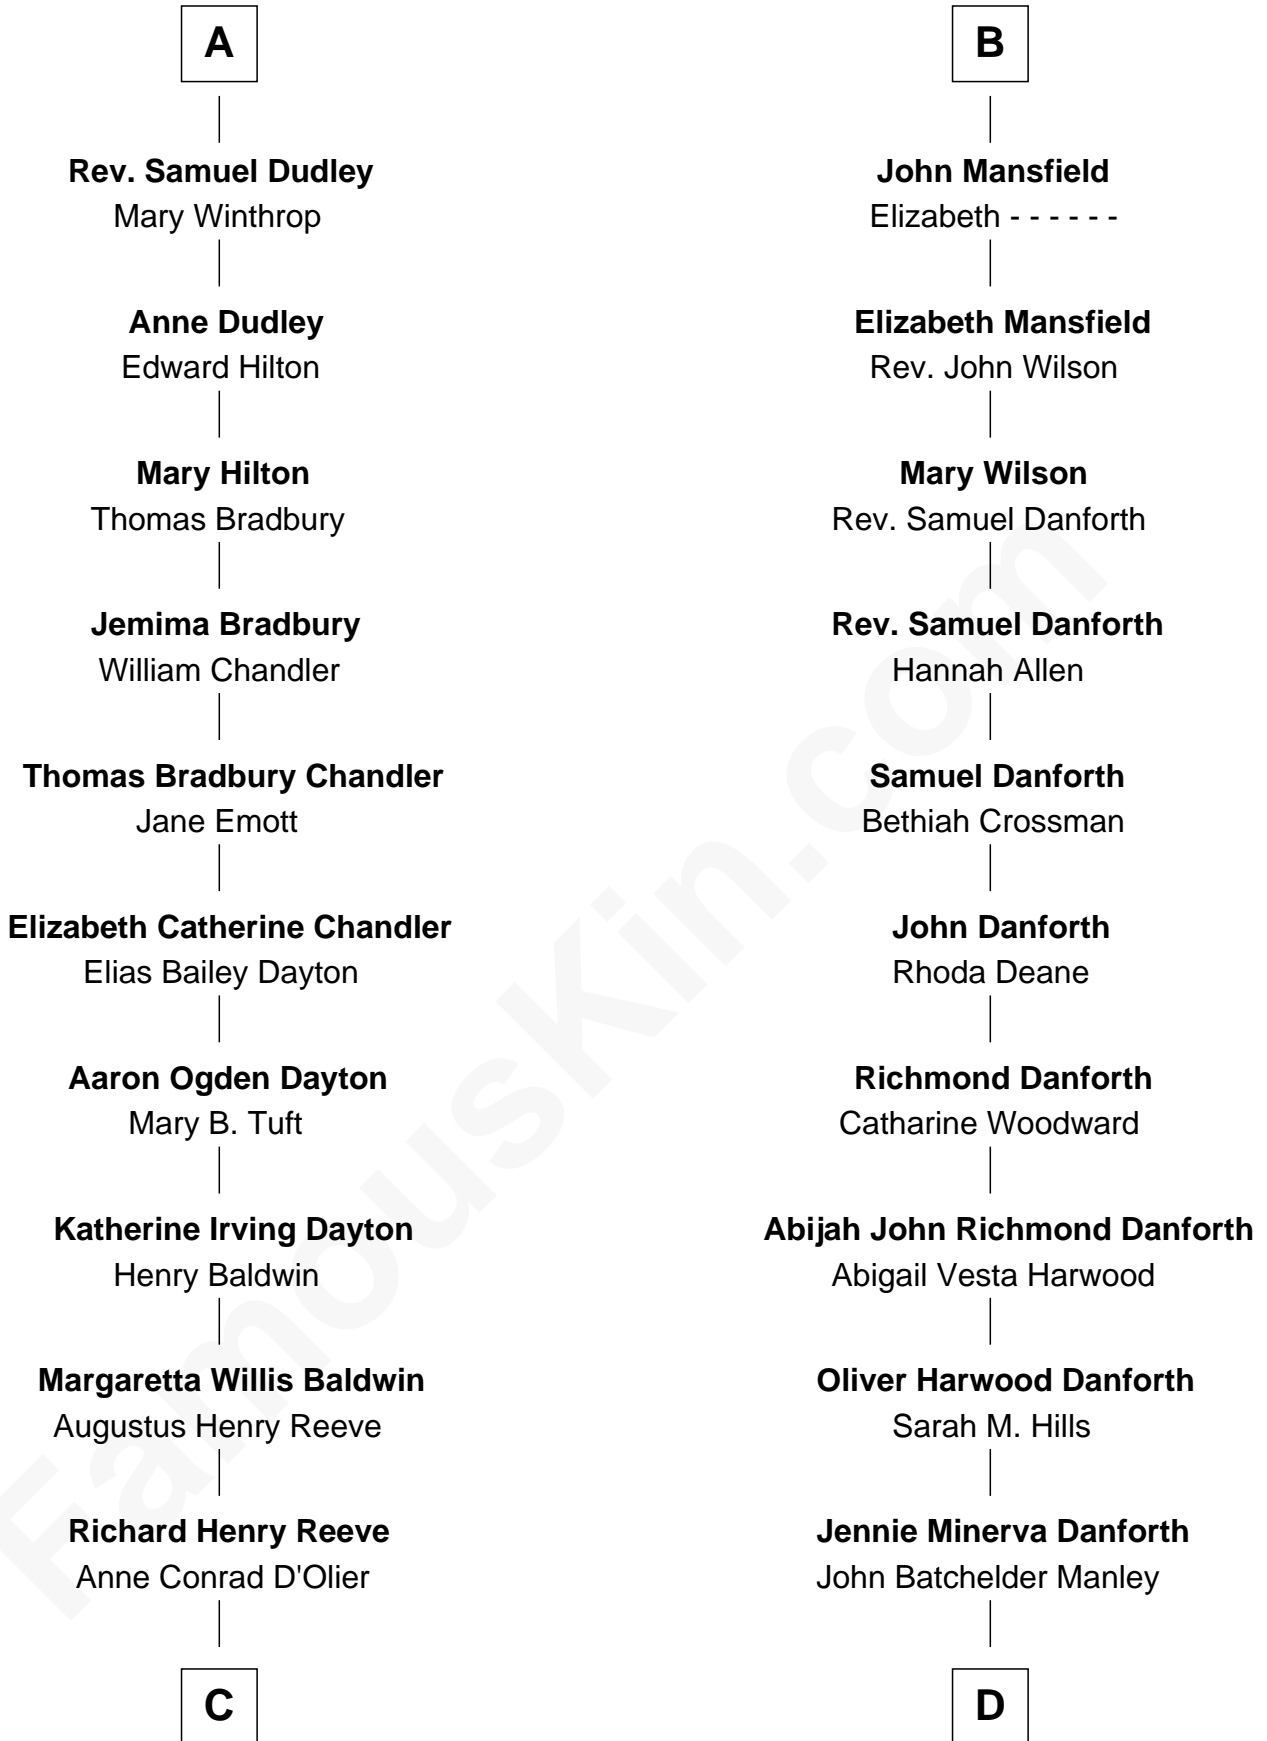 A
Rev. Samuel Dudley
Mary Winthrop
Anne Dudley
Edward Hilton
Mary Hilton
Thomas Bradbury
Jemima Bradbury
William Chandler
Thomas Bradbury Chandler
Jane Emott
Elizabeth Catherine Chandler
Elias Bailey Dayton
Aaron Ogden Dayton
Mary B. Tuft
Katherine Irving Dayton
Henry Baldwin
Margaretta Willis Baldwin
Augustus Henry Reeve
Richard Henry Reeve
Anne Conrad D'Olier
C
B
John Mansfield
Elizabeth - - - - - -
Elizabeth Mansfield
Rev. John Wilson
Mary Wilson
Rev. Samuel Danforth
Rev. Samuel Danforth
Hannah Allen
Samuel Danforth
Bethiah Crossman
John Danforth
Rhoda Deane
Richmond Danforth
Catharine Woodward
Abijah John Richmond Danforth
Abigail Vesta Harwood
Oliver Harwood Danforth
Sarah M. Hills
Jennie Minerva Danforth
John Batchelder Manley
D
FamousKin.com